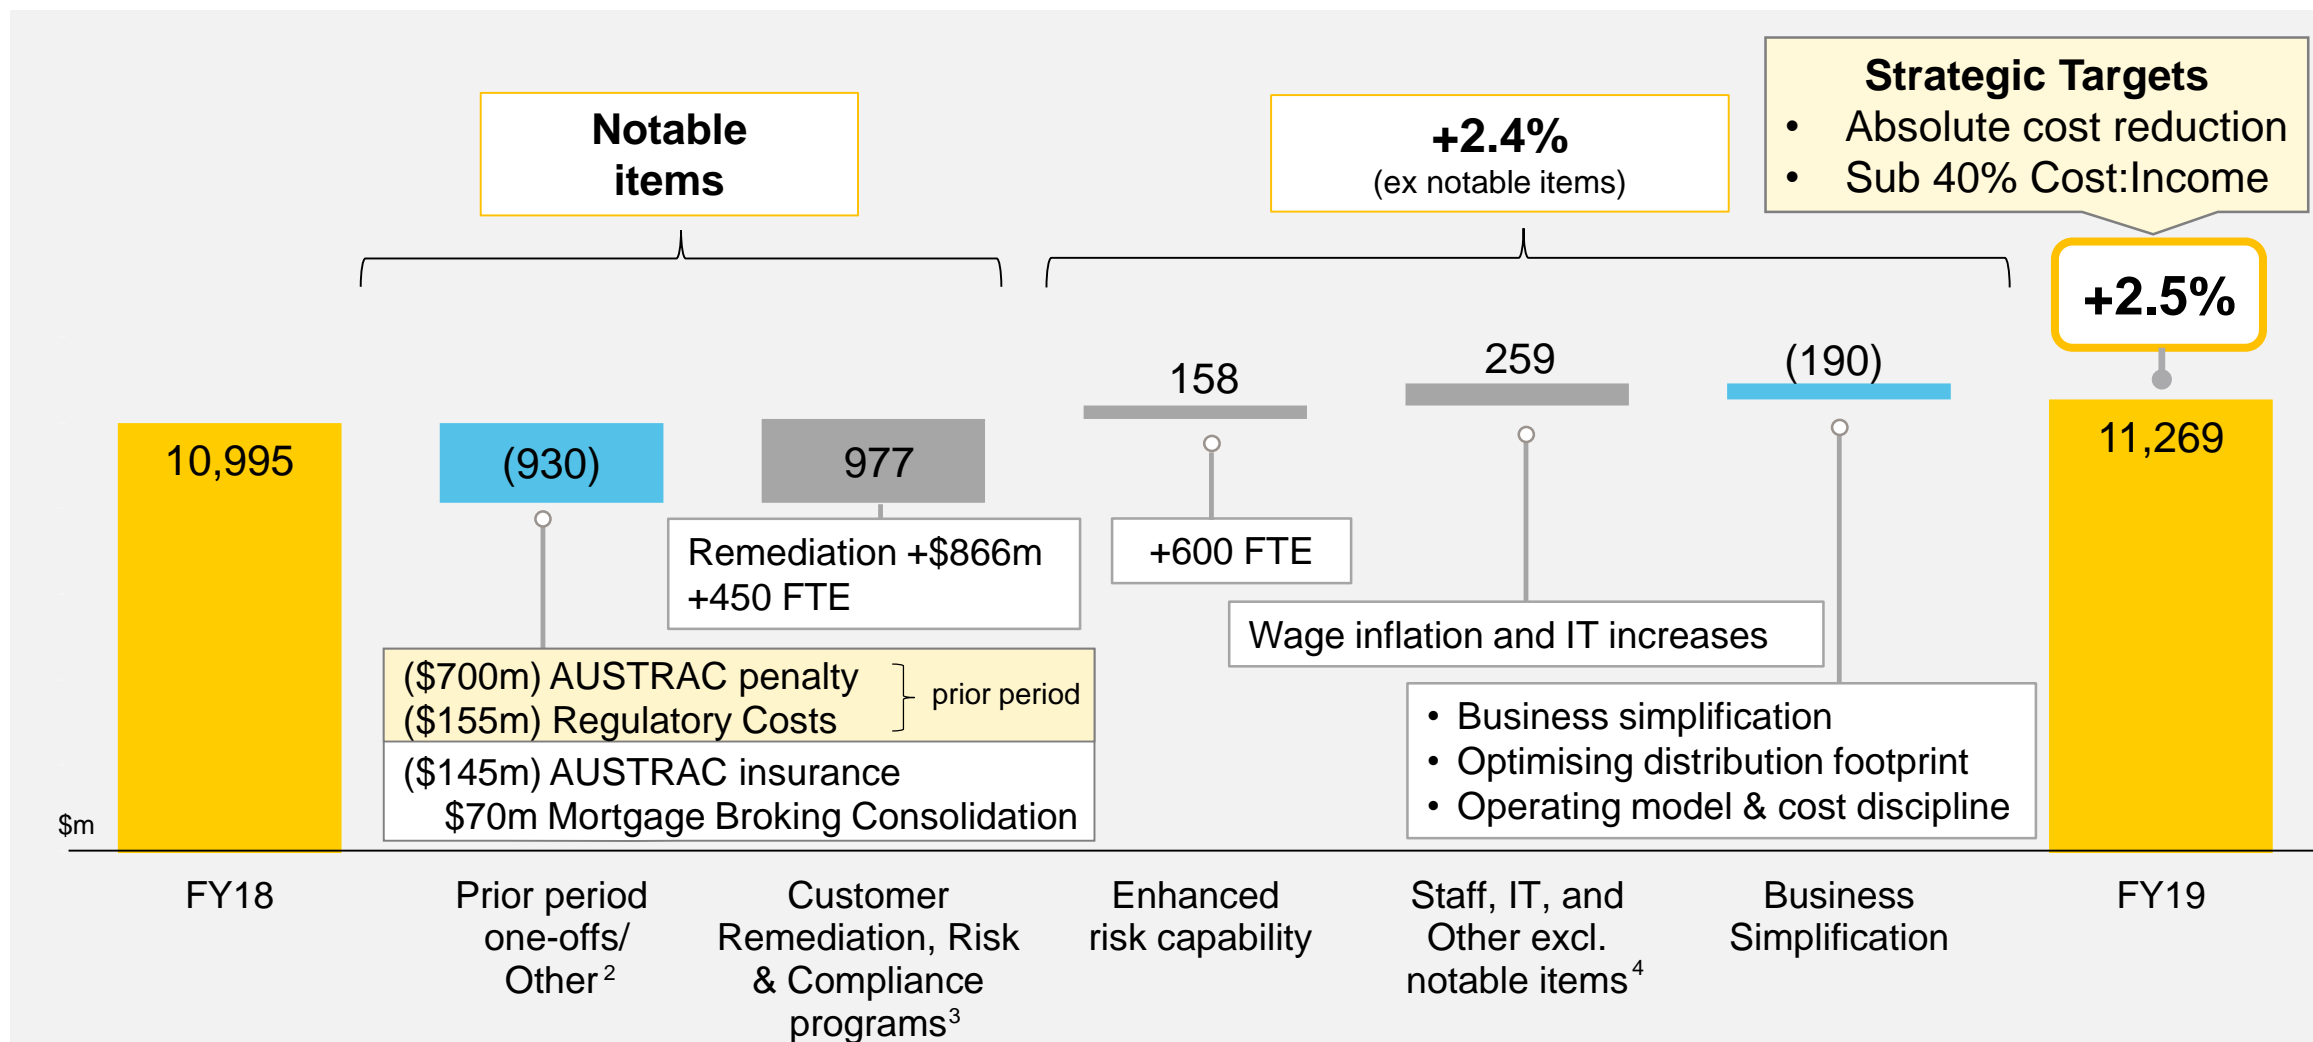 Strategic Targets
• Absolute cost reduction
• Sub 40% Cost:Income
Notable
items
+2.4%
(ex notable items)
+2.5%
10,995
(930)
977
158
259
(190)
11,269
Remediation +$866m
+450 FTE
+600 FTE
Wage inflation and IT increases
($700m) AUSTRAC penalty
($155m) Regulatory Costs
prior period
($145m) AUSTRAC insurance
$70m Mortgage Broking Consolidation
• Business simplification
• Optimising distribution footprint
• Operating model & cost discipline
$m
FY18
Prior period
one-offs/
Other 2
Customer
Remediation, Risk
& Compliance
programs3
Enhanced
risk capability
Staff, IT, and
Other excl.
notable items4
Business
Simplification
FY19